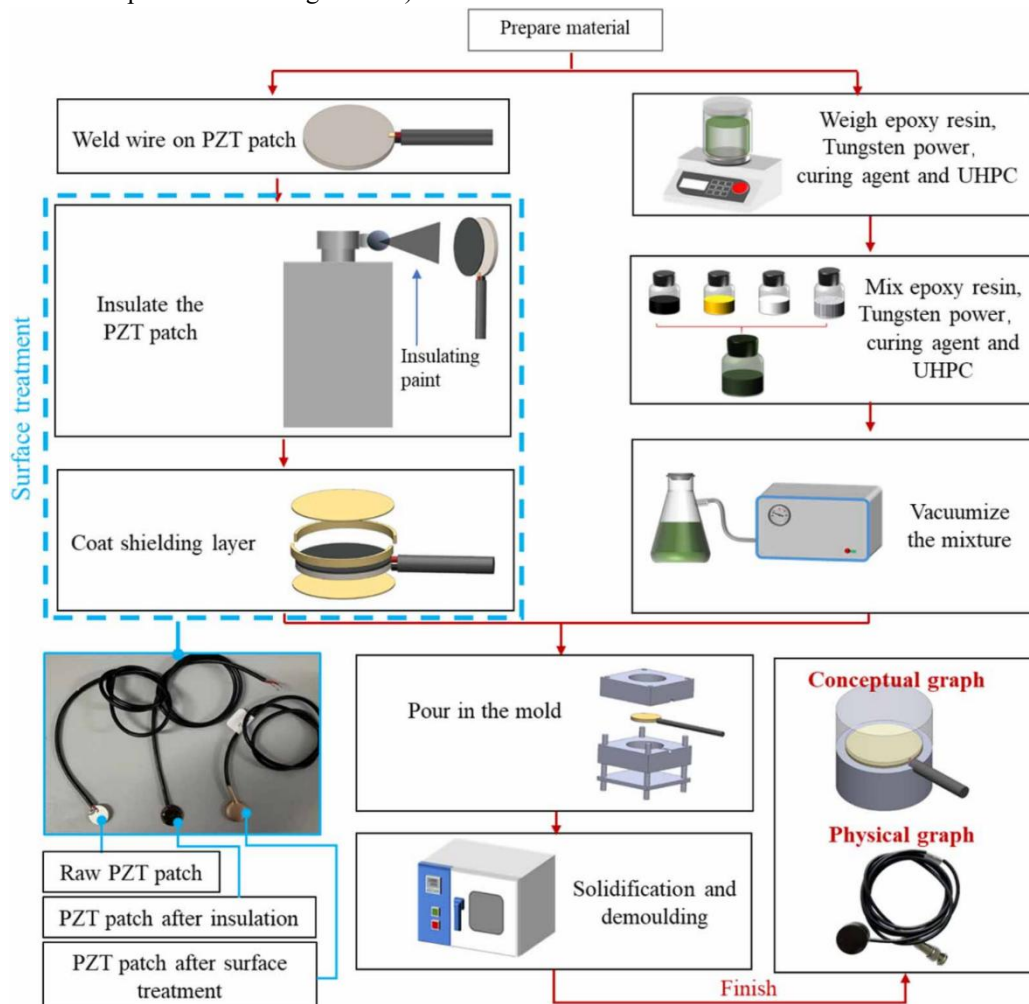 Prepare material
Weld wire on PZT patch
Weigh epoxy resin,
Tungsten power,
curing agent and UHPC
Surface treatment
Insulate the
PZT patch
Insulating
paint
Mix epoxy resin,
Tungsten power,
curing agent and
UHPC
Coat shielding layer
Vacuumize
the mixture
Pour in the mold
Conceptual graph
Physical graph
Raw PZT patch
PZT patch after insulation
PZT patch after surface
treatment
Solidification and
demoulding
Finish